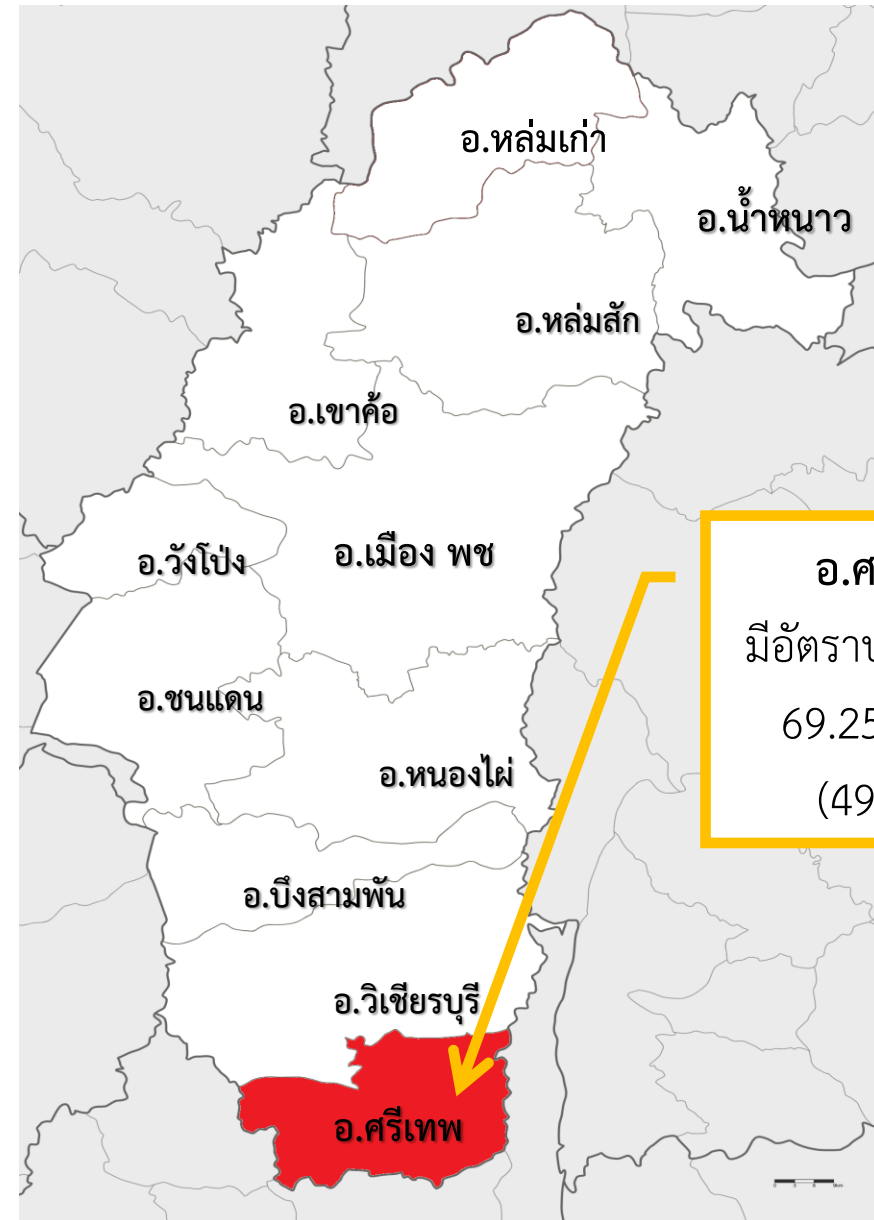 อ.หล่มเก่า
อ.น้ำหนาว
อ.หล่มสัก
อ.เขาค้อ
อ.วังโป่ง
อ.เมือง พช
อ.ชนแดน
อ.หนองไผ่
อ.บึงสามพัน
อ.วิเชียรบุรี
อ.ศรีเทพ
อ.ศ
มีอัตรา
69.25
(49